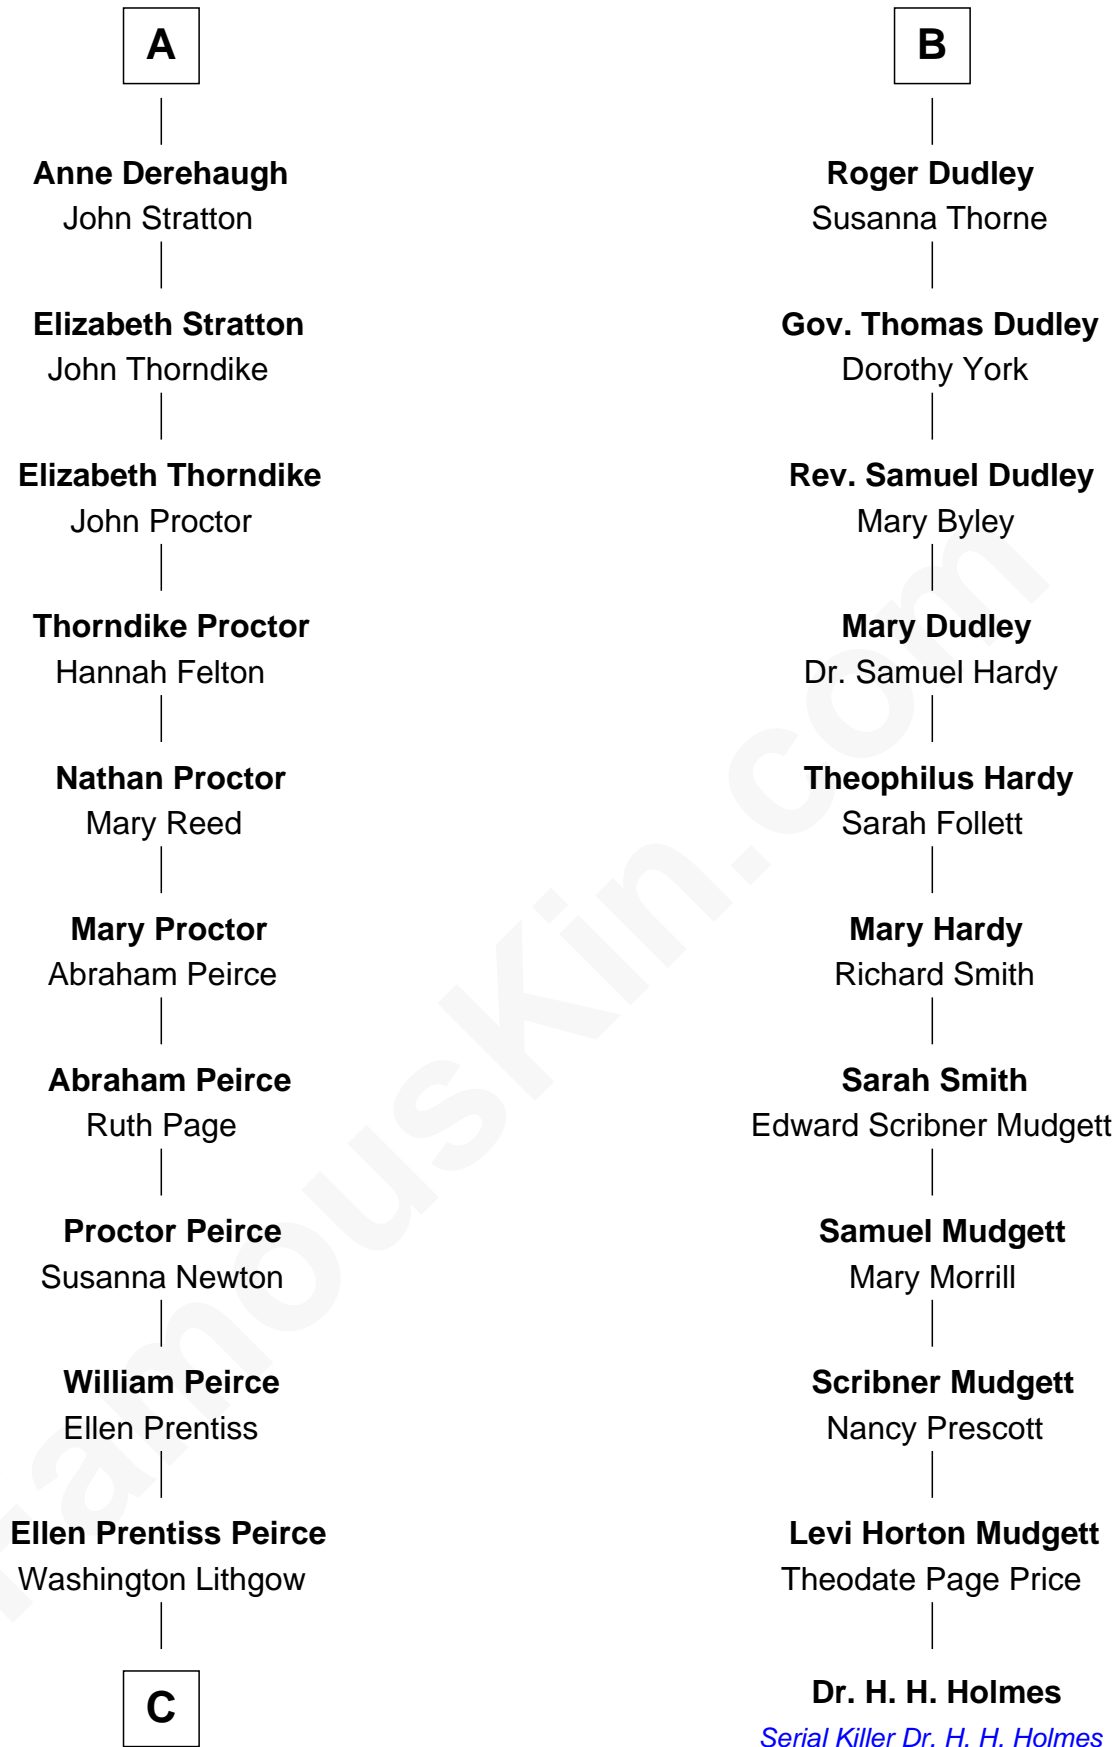 A
Anne Derehaugh
John Stratton
Elizabeth Stratton
John Thorndike
Elizabeth Thorndike
John Proctor
Thorndike Proctor
Hannah Felton
Nathan Proctor
Mary Reed
Mary Proctor
Abraham Peirce
Abraham Peirce
Ruth Page
Proctor Peirce
Susanna Newton
William Peirce
Ellen Prentiss
Ellen Prentiss Peirce
Washington Lithgow
C
B
Roger Dudley
Susanna Thorne
Gov. Thomas Dudley
Dorothy York
Rev. Samuel Dudley
Mary Byley
Mary Dudley
Dr. Samuel Hardy
Theophilus Hardy
Sarah Follett
Mary Hardy
Richard Smith
Sarah Smith
Edward Scribner Mudgett
Samuel Mudgett
Mary Morrill
Scribner Mudgett
Nancy Prescott
Levi Horton Mudgett
Theodate Page Price
Dr. H. H. Holmes
Serial Killer Dr. H. H. Holmes
FamousKin.com